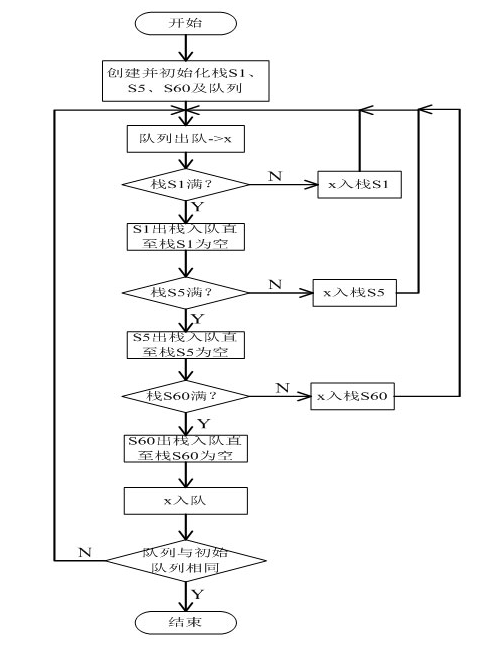 开始
创建并初始化栈S1、
S5、S60及队列
队列出队->x
栈S1满？
N
x入栈S1
Y
S1出栈入队直
至栈S1为空
栈S5满？
N
x入栈S5
Y
S5出栈入队直
至栈S5为空
栈S60满？
N
x入栈S60
Y
S60出栈入队直
至栈S60为空
x入队
N
队列与初始
队列相同
Y
结束